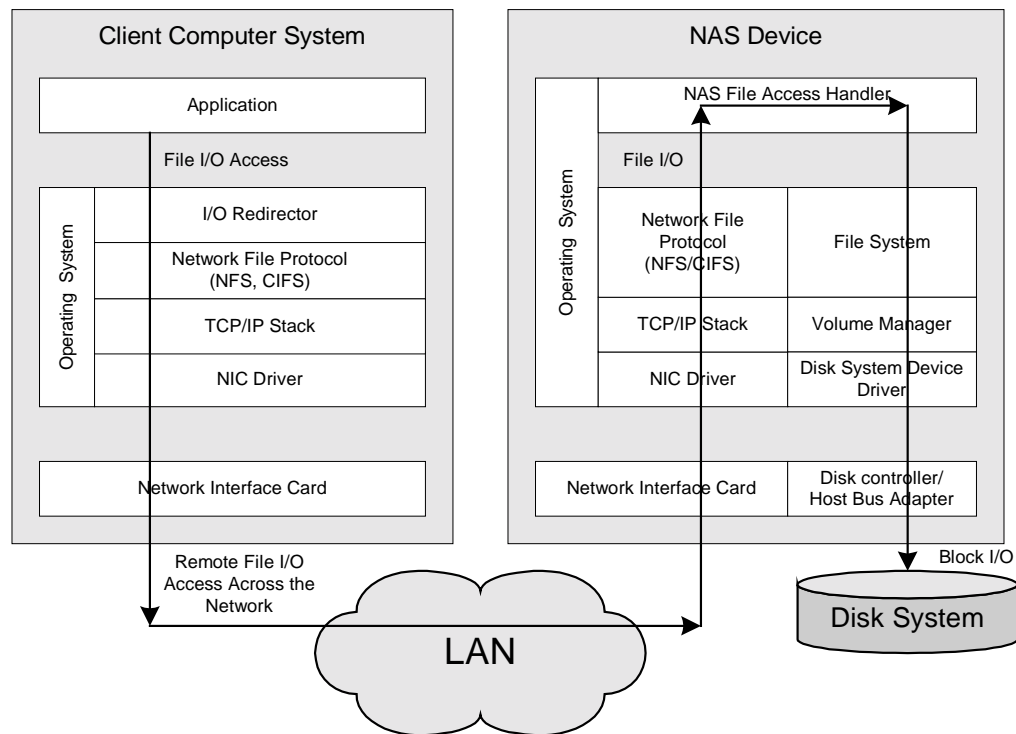 Client Computer System
Application
File I/O Access
Operating System
I/O Redirector
Network File Protocol
(NFS, CIFS)
TCP/IP Stack
NIC Driver
Network Interface Card
Remote File I/O
Access Across the
Network
LAN
NAS Device
NAS File Access Handler
File I/O
Operating System
Network File
Protocol
(NFS/CIFS)
File System
TCP/IP Stack
Volume Manager
NIC Driver
Disk System Device
Driver
Network Interface Card
Disk controller/
Host Bus Adapter
Block I/O
Disk System